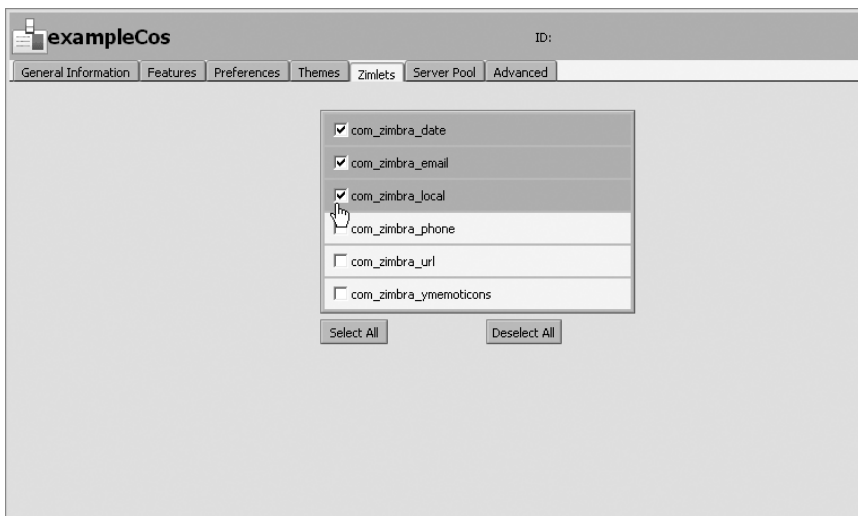 exampleCos
ID:
General Information Features Preferences Themes Zimlets Server Pool Advanced
com_zimbra_date
com_zimbra_email
com_zimbra_local
com_zimbra_phone
com_zimbra_url
com_zimbra_ymemoticons
Select All Deselect All